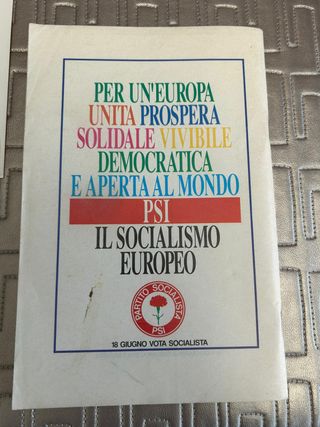 PER UN'EUROPA
UNITA PROSPERA
SOLIDALE VIVIBILE
DEMOCRATICA
E APERTA AL MONDO
PSI
IL SOCIALISMO
EUROPEO
PARTITO SOCIALISTA
PSI
18 GIUGNO VOTA SOCIALISTA